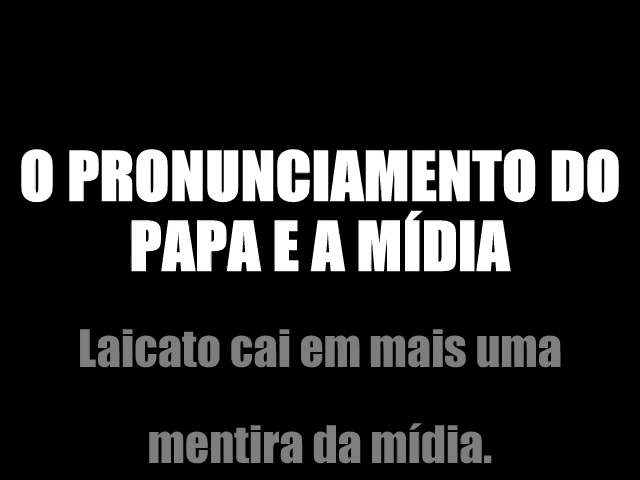 O PRONUNCIAMENTO DO
PAPA E A MÍDIA
Laicato cai em mais uma
mentira da mídia.